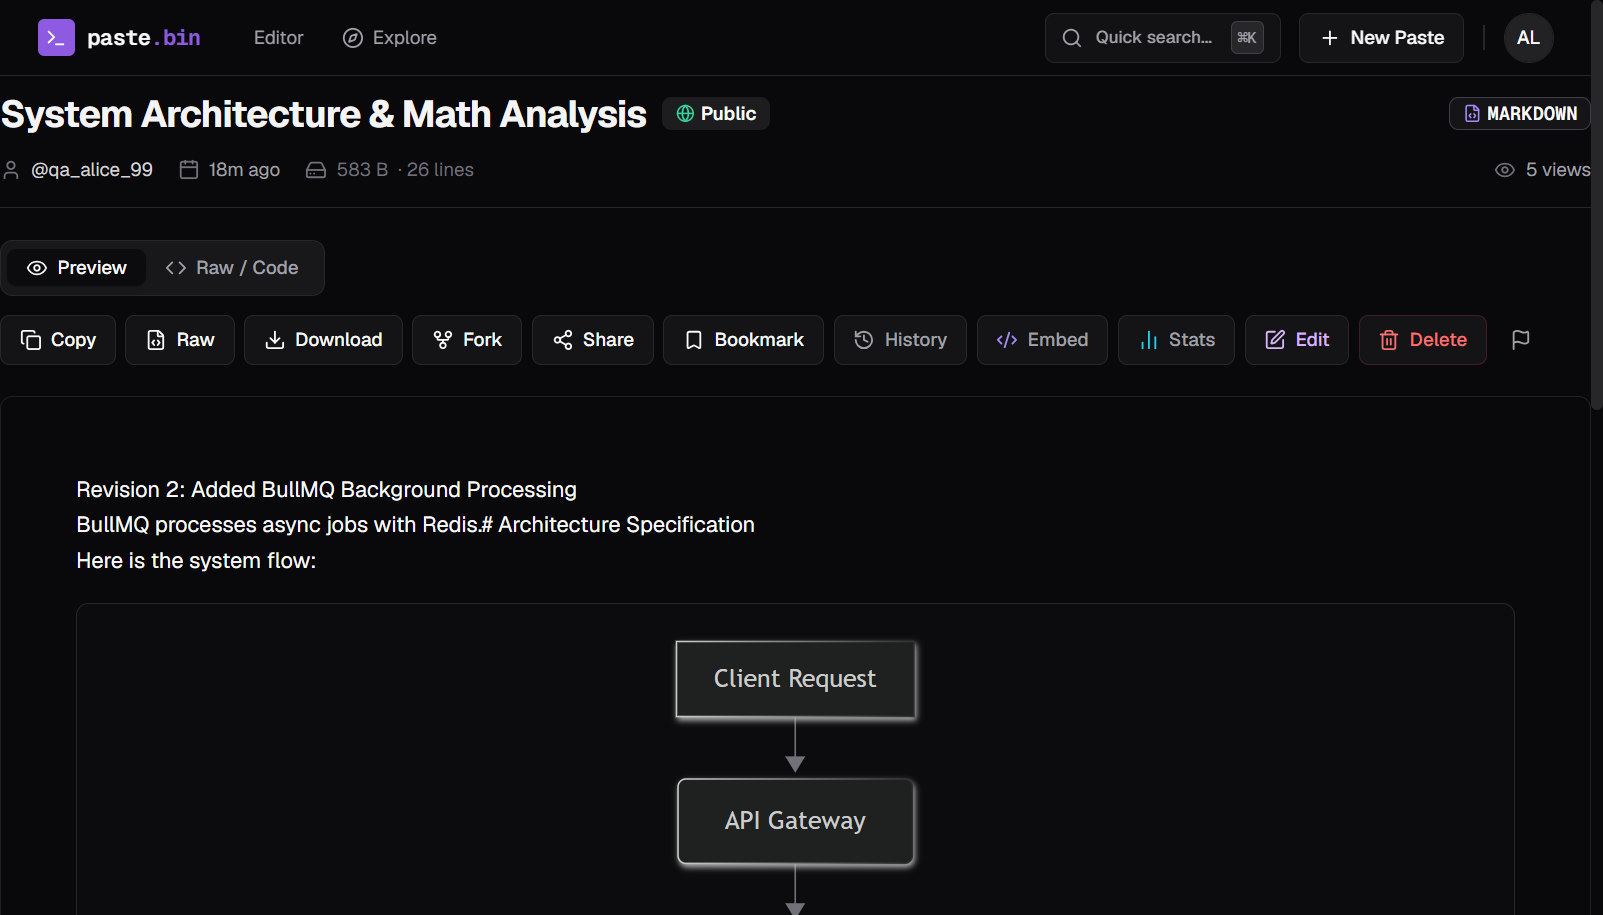 paste.bin
Editor
Explore
Quick search...
⌘K
New Paste
AL
System Architecture & Math Analysis
Public
MARKDOWN
@qa_alice_99
18m ago
583 B · 26 lines
5 views
Preview
Raw / Code
Copy
Raw
Download
Fork
Share
Bookmark
History
Embed
Stats
Edit
Delete
Revision 2: Added BullMQ Background Processing
BullMQ processes async jobs with Redis.# Architecture Specification
Here is the system flow:
Client Request
API Gateway